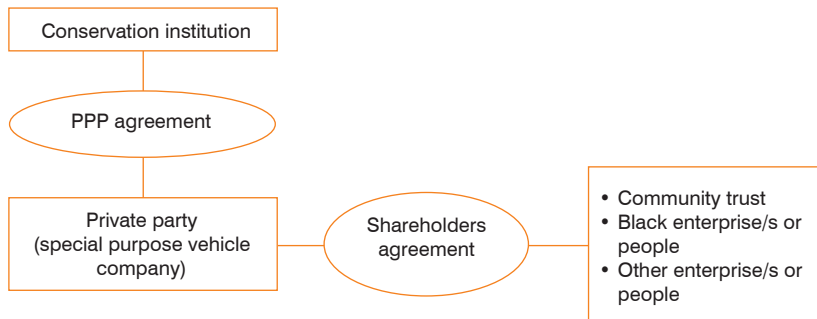 Conservation institution
PPP agreement
Private party
(special purpose vehicle
company)
Shareholders
agreement
• Community trust
• Black enterprise/s or
people
• Other enterprise/s or
people